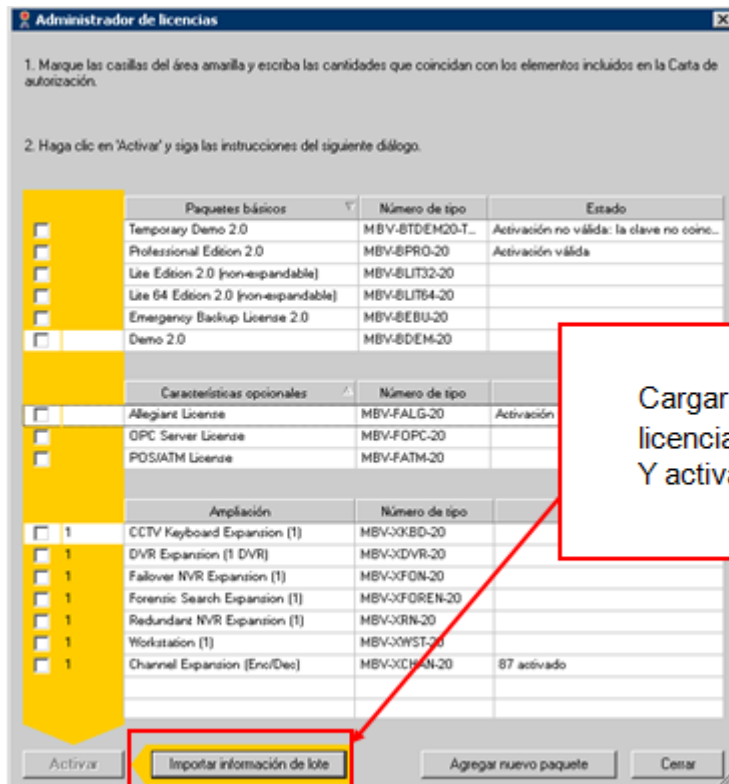 Administrador de licencias
1. Marque las casillas del área amarilla y escriba las cantidades que coincidan con los elementos incluidos en la Carta de
autorización.
2. Haga clic en 'Activar' y siga las instrucciones del siguiente diálogo.
Paquetes básicos Número de tipo Estado
Temporary Demo 2.0 MBV-BTDEM20-T... Activación no válida: la clave no coinc...
Professional Edition 2.0 MBV-BPRO-20 Activación válida
Lite Edition 2.0 (non-expandable) MBV-BLIT32-20
Lite 64 Edition 2.0 (non-expandable) MBV-BLIT64-20
Emergency Backup License 2.0 MBV-BEBU-20
Demo 2.0 MBV-BDEM-20
Características opcionales Número de tipo
Allegiant License MBV-FALG-20 Activación
OPC Server License MBV-FOPC-20
POS/ATM License MBV-FATM-20
Cargar
licencia
Y activa
Ampliación Número de tipo
1 CCTV Keyboard Expansion (1) MBV-XKBD-20
1 DVR Expansion (1 DVR) MBV-XDVR-20
1 Failover NVR Expansion (1) MBV-XFON-20
1 Forensic Search Expansion (1) MBV-XFOREN-20
1 Redundant NVR Expansion (1) MBV-XRN-20
1 Workstation (1) MBV-XWST-20
1 Channel Expansion (Enc/Dec) MBV-XCHAN-20 87 activado
Activar Importar información de lote Agregar nuevo paquete Cerrar